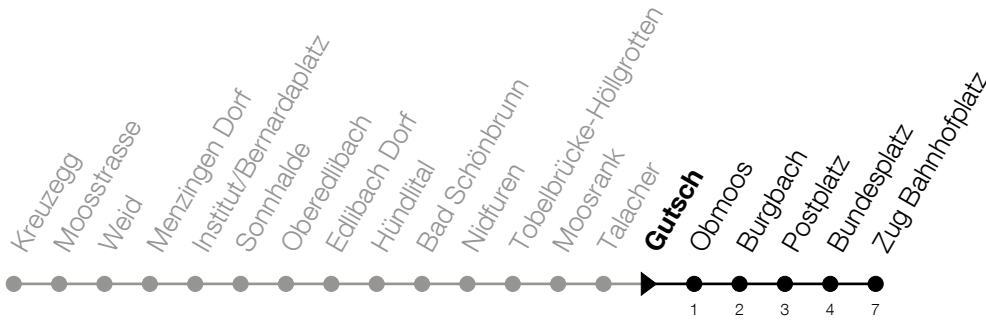 Kreuzegg
Moosstrasse
Weid
Menzingen Dorf
Institut/Bernardaplatz
Sonnhalde
Oberedlibach
Edlibach Dorf
Hündlital
Bad Schönbrunn
Nidfuren
Tobelbrücke-Höllgrotten
Moosrank
Talacher
Gutsch
Obmoos
Burgbach
Postplatz
Bundesplatz
Zug Bahnhofplatz
1 2 3 4 7